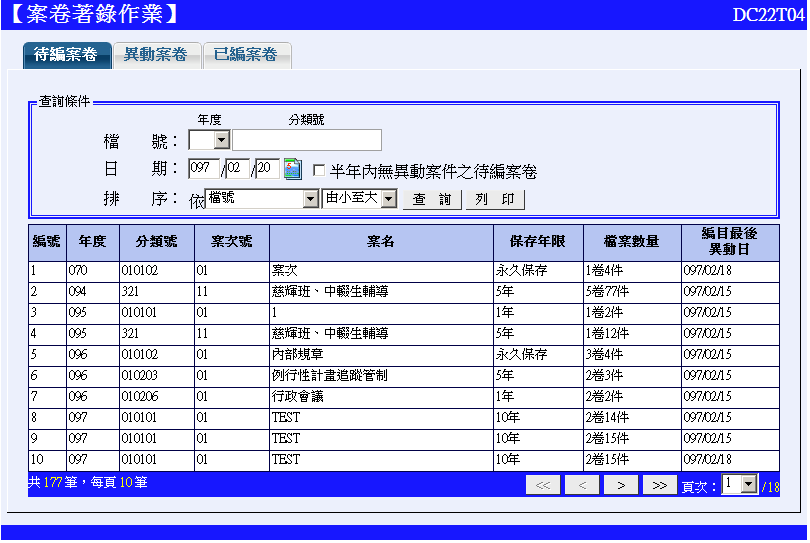 【案卷著錄作業】 DC22T04
待編案卷 異動案卷 已編案卷
查詢條件
年度 分類號
檔 號：
日 期： 097 /02 /20 半年內無異動案件之待編案卷
排 序： 依 檔號 由小至大 查 詢 列 印
編號 年度 分類號 案次號 案名 保存年限 檔案數量 編目最後
異動日
1 070 010102 01 案次 永久保存 1卷4件 097/02/18
2 094 321 11 慈輝班、中輟生輔導 5年 5卷77件 097/02/15
3 095 010101 01 1 1年 1卷2件 097/02/15
4 095 321 11 慈輝班、中輟生輔導 5年 1卷12件 097/02/15
5 096 010102 01 內部規章 永久保存 3卷4件 097/02/15
6 096 010203 01 例行性計畫追蹤管制 5年 2卷3件 097/02/15
7 096 010206 01 行政會議 1年 2卷2件 097/02/15
8 097 010101 01 TEST 10年 2卷14件 097/02/15
9 097 010101 01 TEST 10年 2卷15件 097/02/15
10 097 010101 01 TEST 10年 2卷15件 097/02/18
共177筆，每頁10筆 << < > >> 頁次： 1 /18